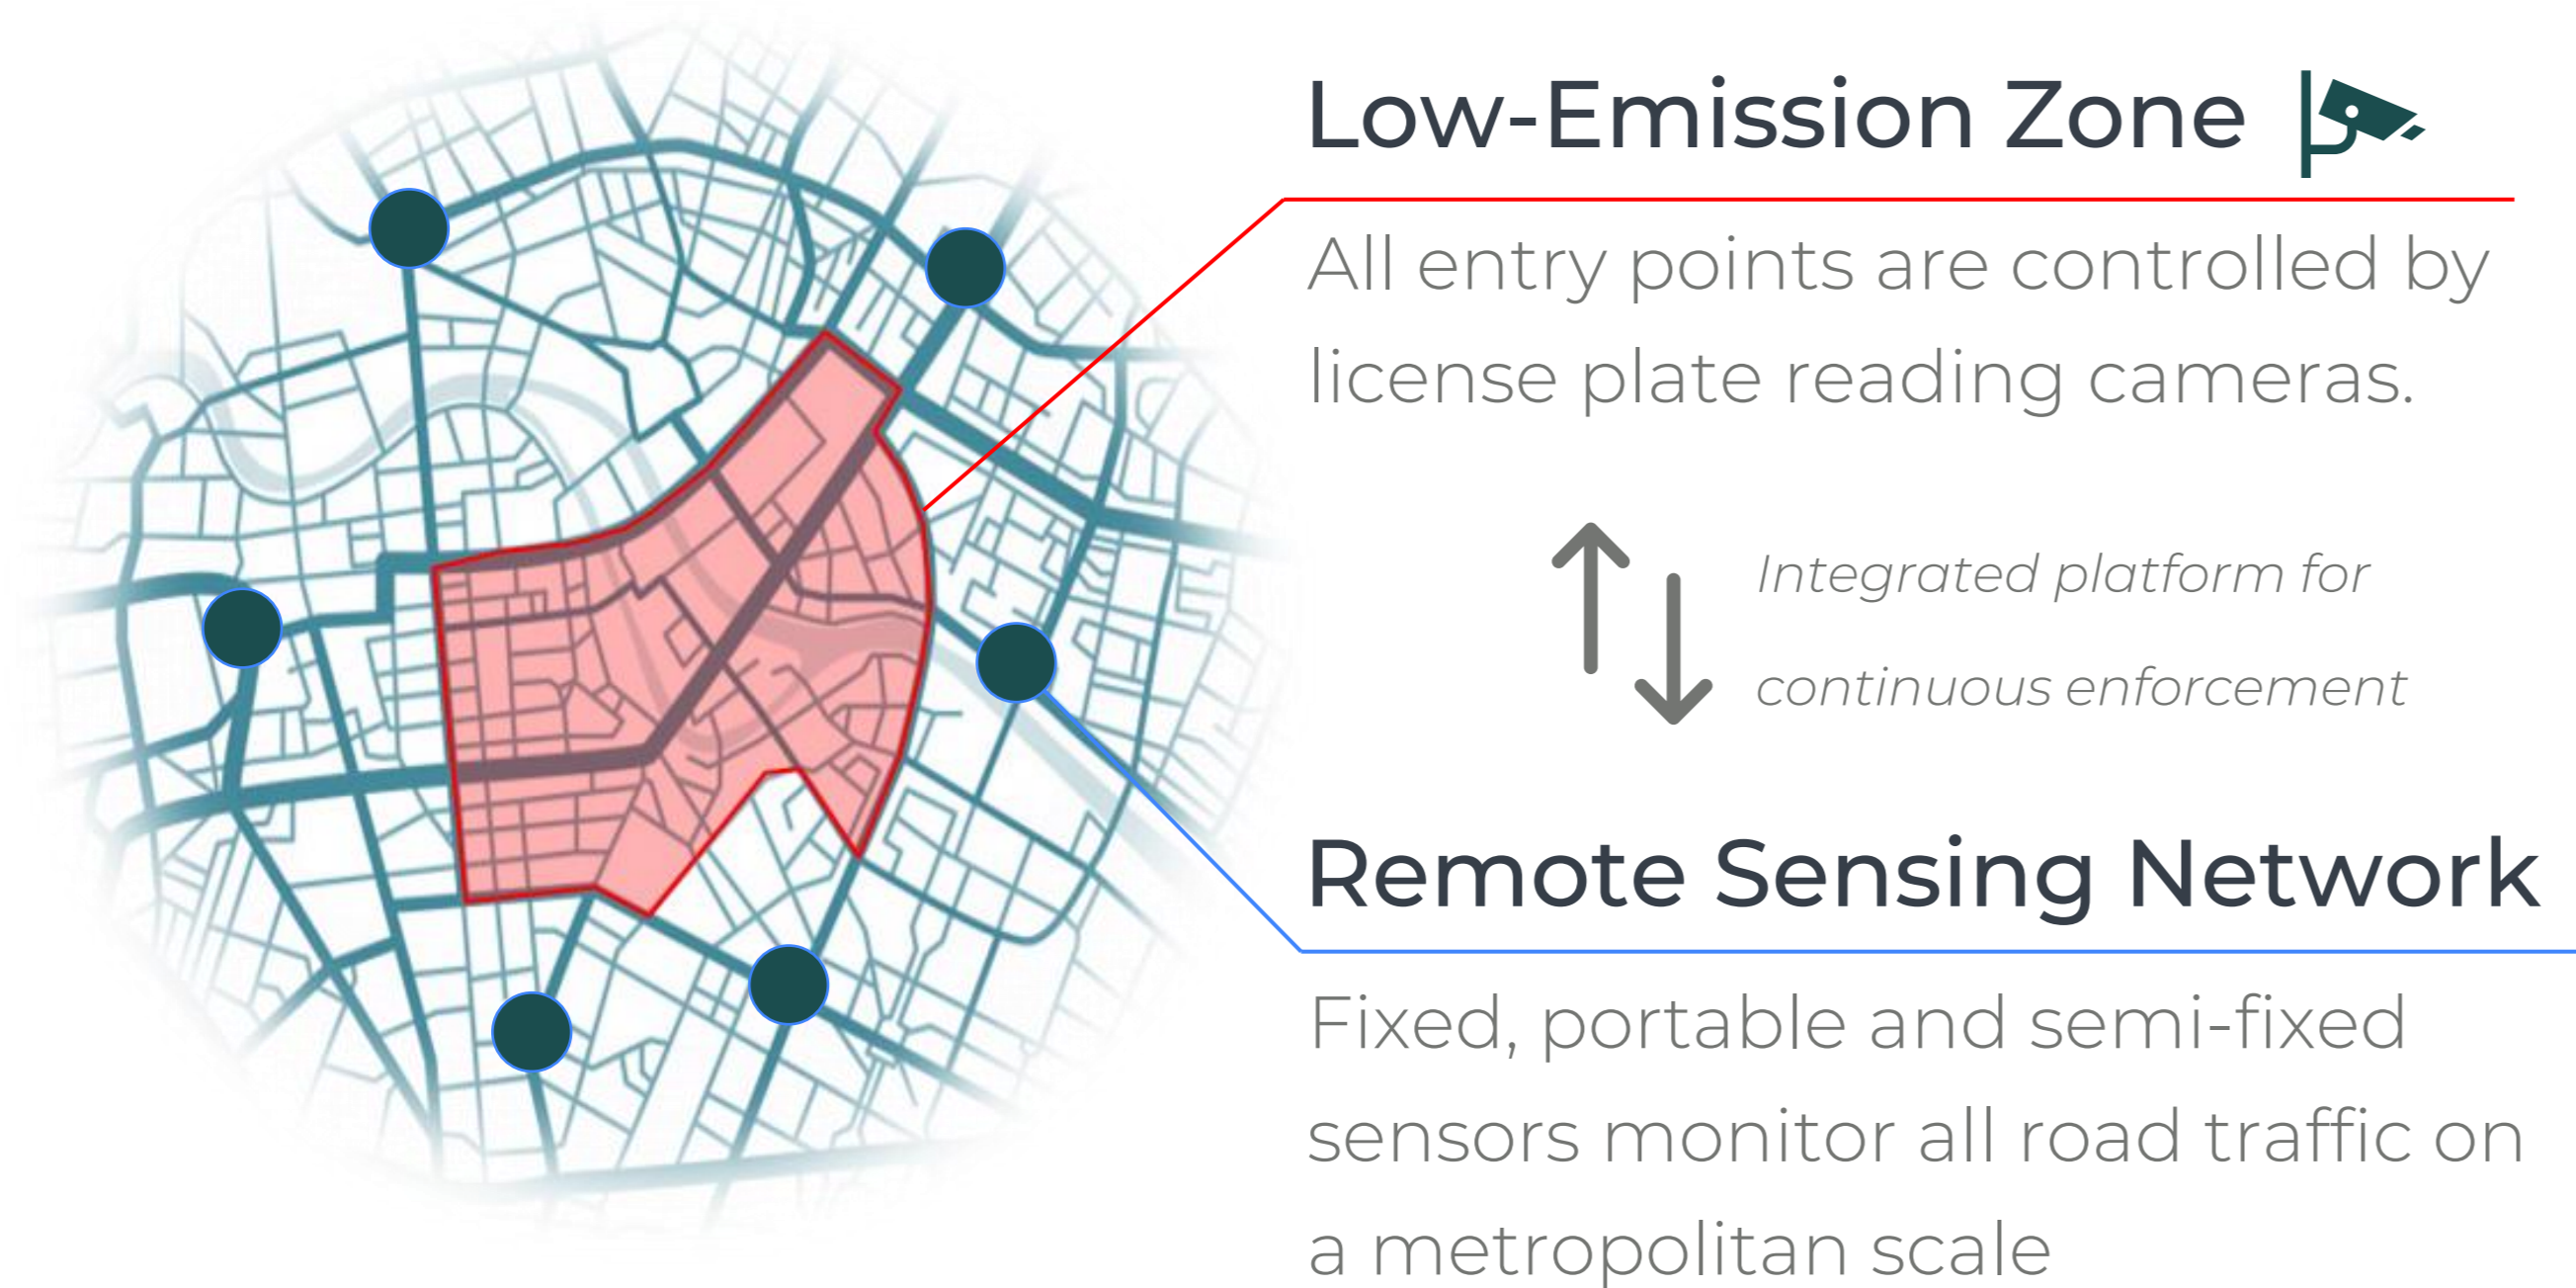 Low-Emission Zone
All entry points are controlled by
license plate reading cameras.
Integrated platform for
continuous enforcement
Remote Sensing Network
Fixed, portable and semi-fixed
sensors monitor all road traffic on
a metropolitan scale